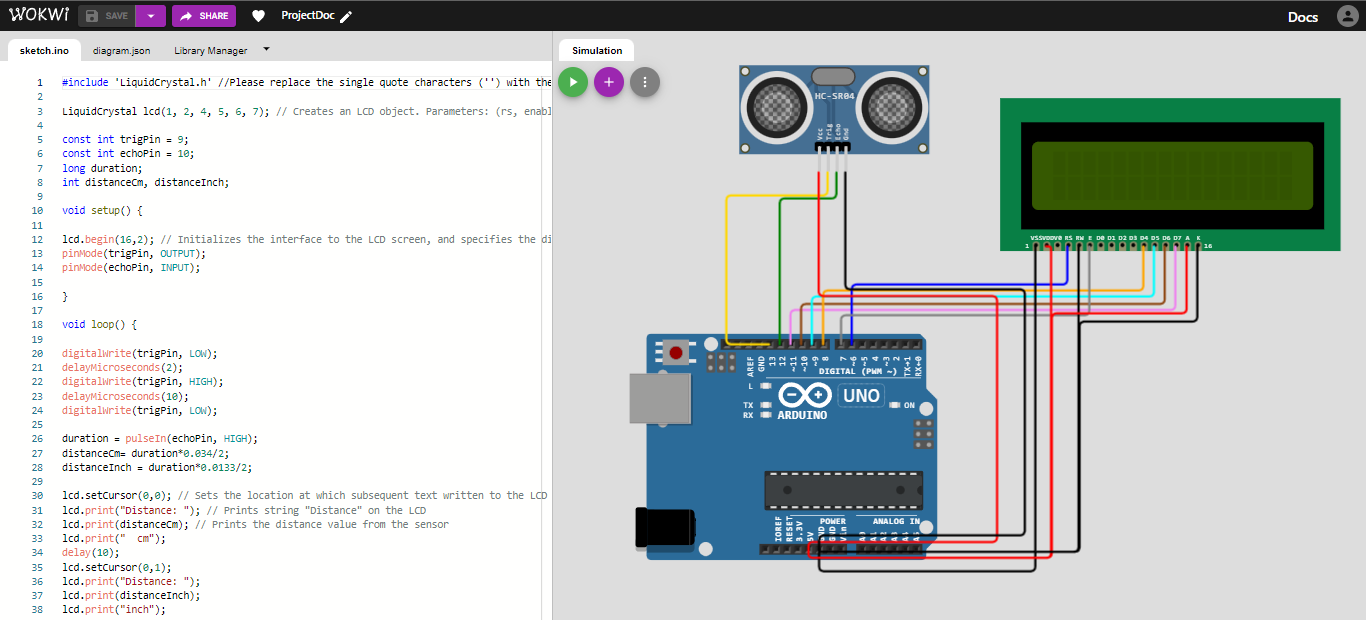 WOKWi SAVE SHARE ProjectDoc Docs
sketch.ino diagram.json Library Manager
Simulation
1 #include 'LiquidCrystal.h' //Please replace the single quote characters ('') with the
2
3 LiquidCrystal lcd(1, 2, 4, 5, 6, 7); // Creates an LCD object. Parameters: (rs, enabl
4
5 const int trigPin = 9;
6 const int echoPin = 10;
7 long duration;
8 int distanceCm, distanceInch;
9
10 void setup() {
11
12 lcd.begin(16,2); // Initializes the interface to the LCD screen, and specifies the di
13 pinMode(trigPin, OUTPUT);
14 pinMode(echoPin, INPUT);
15
16 }
17
18 void loop() {
19
20 digitalWrite(trigPin, LOW);
21 delayMicroseconds(2);
22 digitalWrite(trigPin, HIGH);
23 delayMicroseconds(10);
24 digitalWrite(trigPin, LOW);
25
26 duration = pulseIn(echoPin, HIGH);
27 distanceCm= duration*0.034/2;
28 distanceInch = duration*0.0133/2;
29
30 lcd.setCursor(0,0); // Sets the location at which subsequent text written to the LCD
31 lcd.print("Distance: "); // Prints string "Distance" on the LCD
32 lcd.print(distanceCm); // Prints the distance value from the sensor
33 lcd.print("  cm");
34 delay(10);
35 lcd.setCursor(0,1);
36 lcd.print("Distance: ");
37 lcd.print(distanceInch);
38 lcd.print("inch");
HC-SR04
Vcc Trig Echo Gnd
1 VSS VDD V0 RS RW E D0 D1 D2 D3 D4 D5 D6 D7 A K 16
AREF GND 13 12 ~11 ~10 ~9 8 7 ~6 ~5 4 ~3 2 TX→1 RX←0
DIGITAL (PWM ~)
L
TX
RX
UNO
ON
ARDUINO
POWER ANALOG IN
IOREF RESET 3.3V 5V GND Vin A0 A1 A2 A3 A4 A5